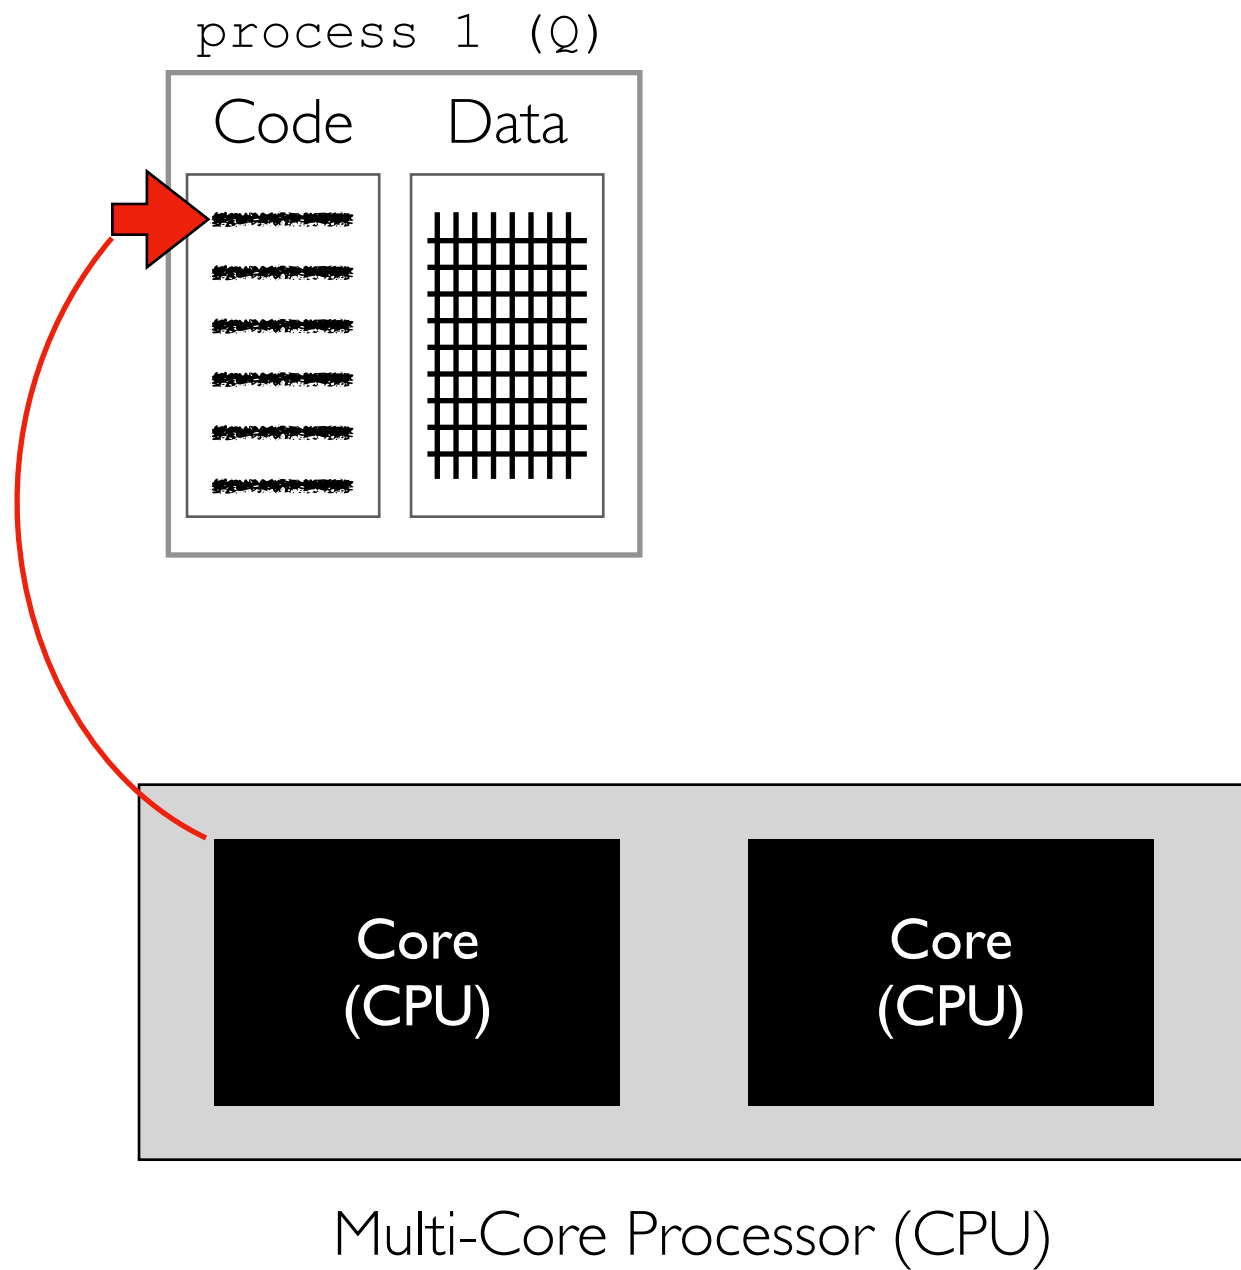 process 1 (Q)
Code Data
Core
(CPU)
Core
(CPU)
Multi-Core Processor (CPU)